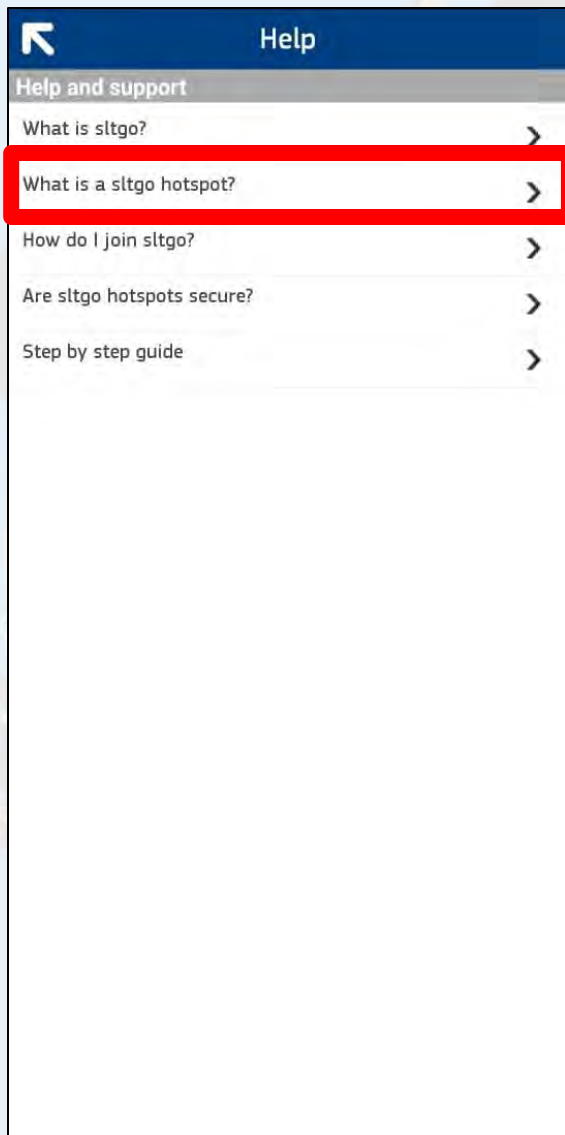 Help
Help and support
What is sltgo?
What is a sltgo hotspot?
How do I join sltgo?
Are sltgo hotspots secure?
Step by step guide